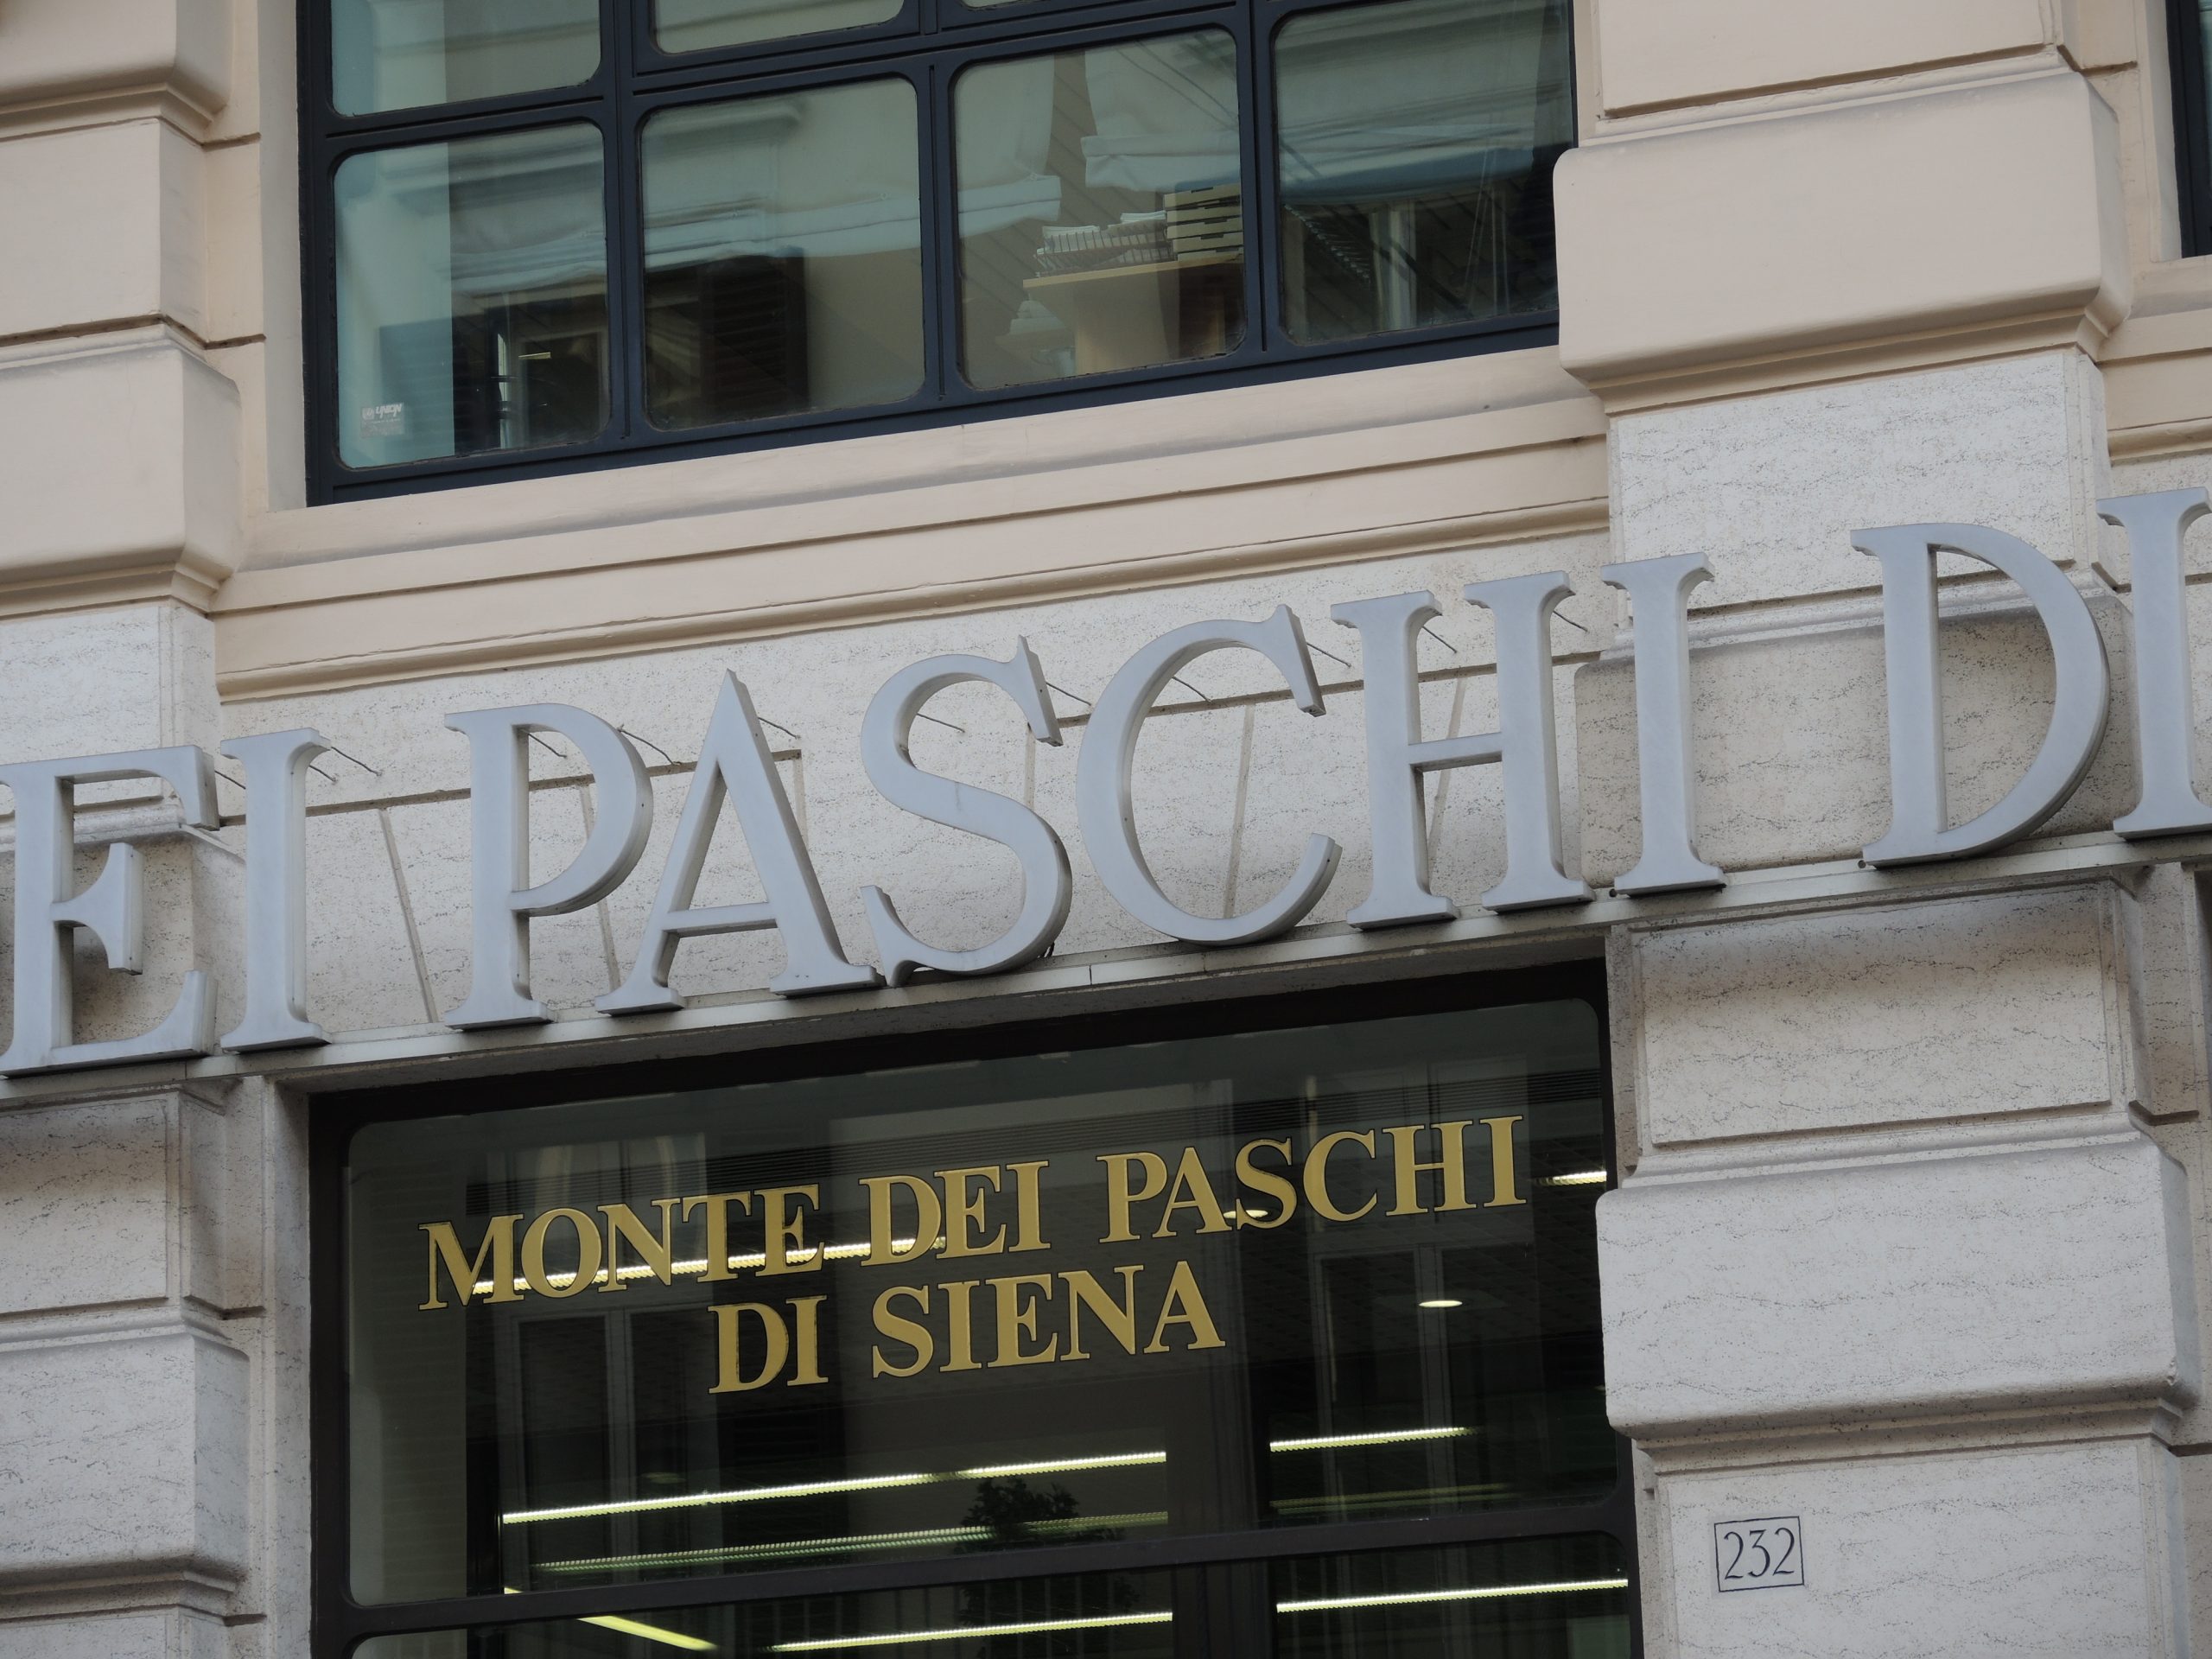 EI PASCHI DI
MONTE DEI PASCHI
DI SIENA
232